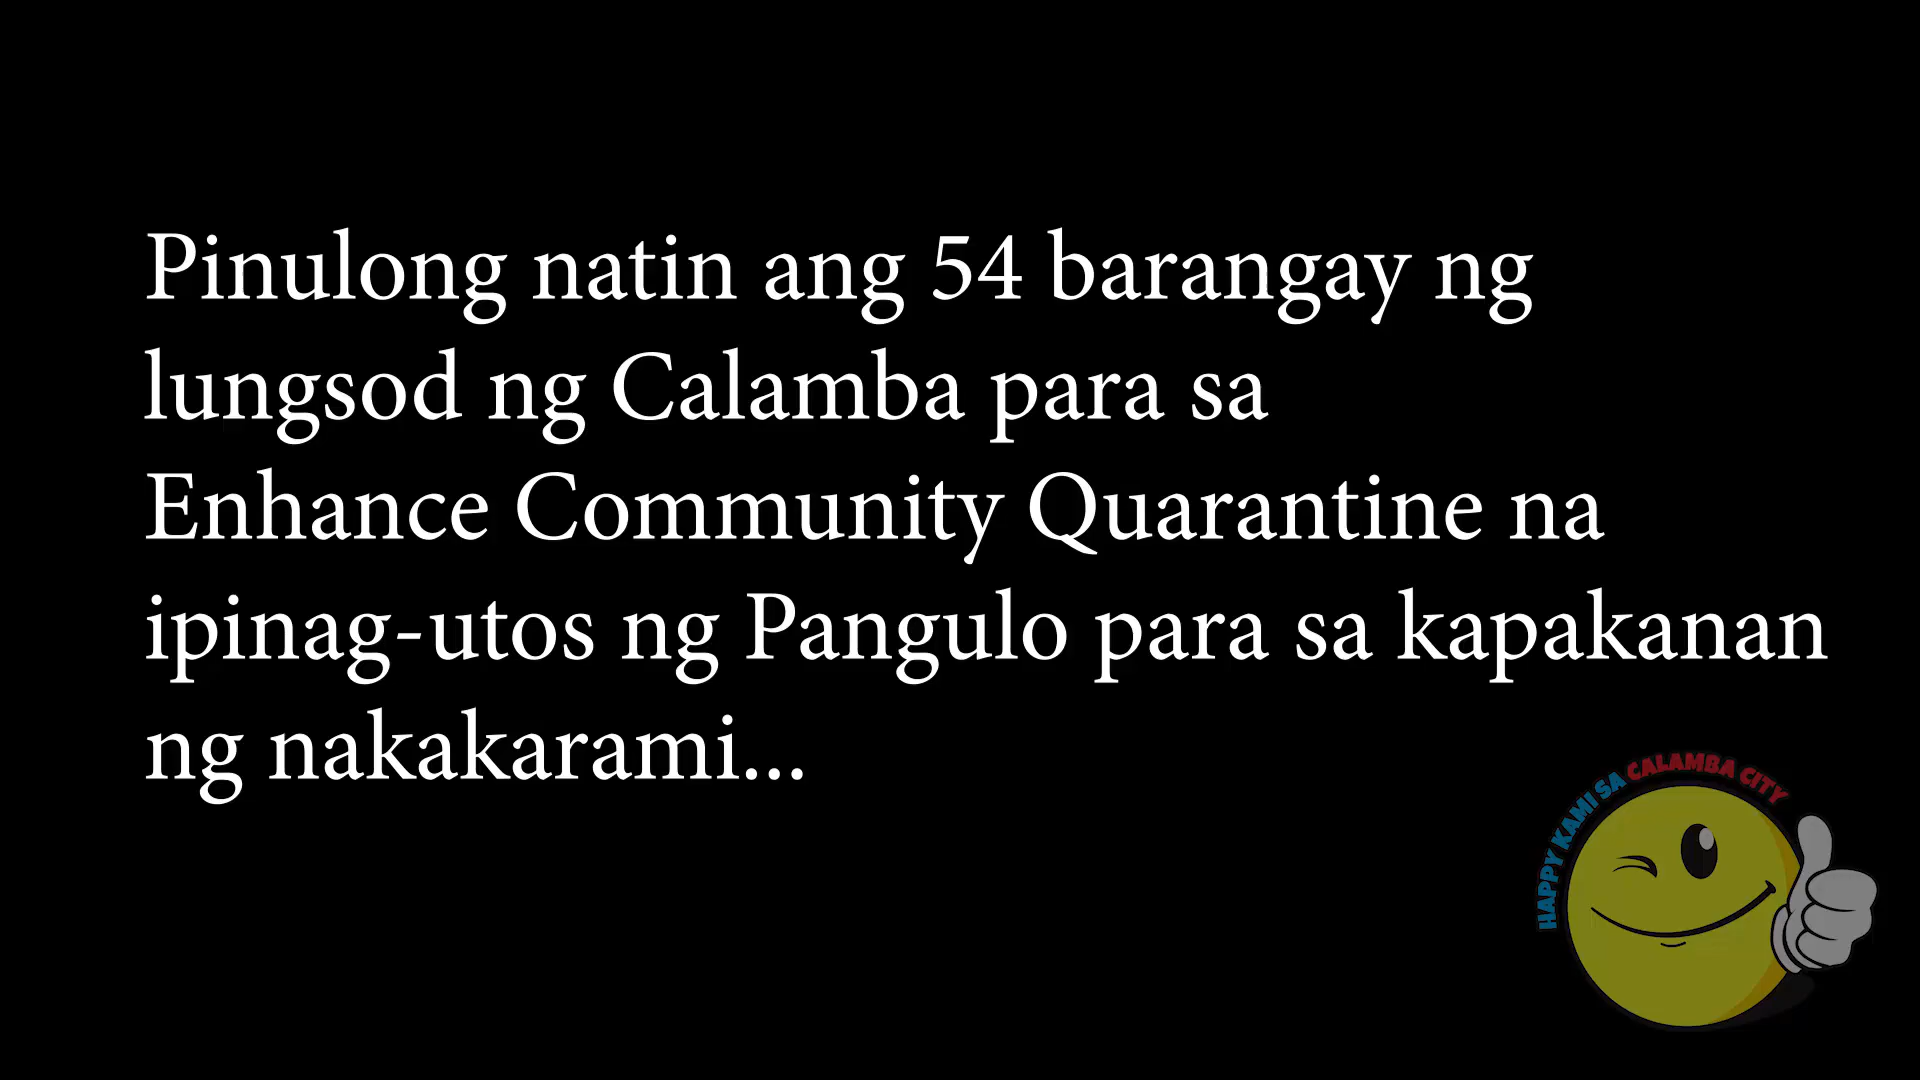 Pinulong natin ang 54 barangay ng
lungsod ng Calamba para sa
Enhance Community Quarantine na
ipinag-utos ng Pangulo para sa kapakanan
ng nakakarami...
HAPPY KAMI SA CALAMBA CITY